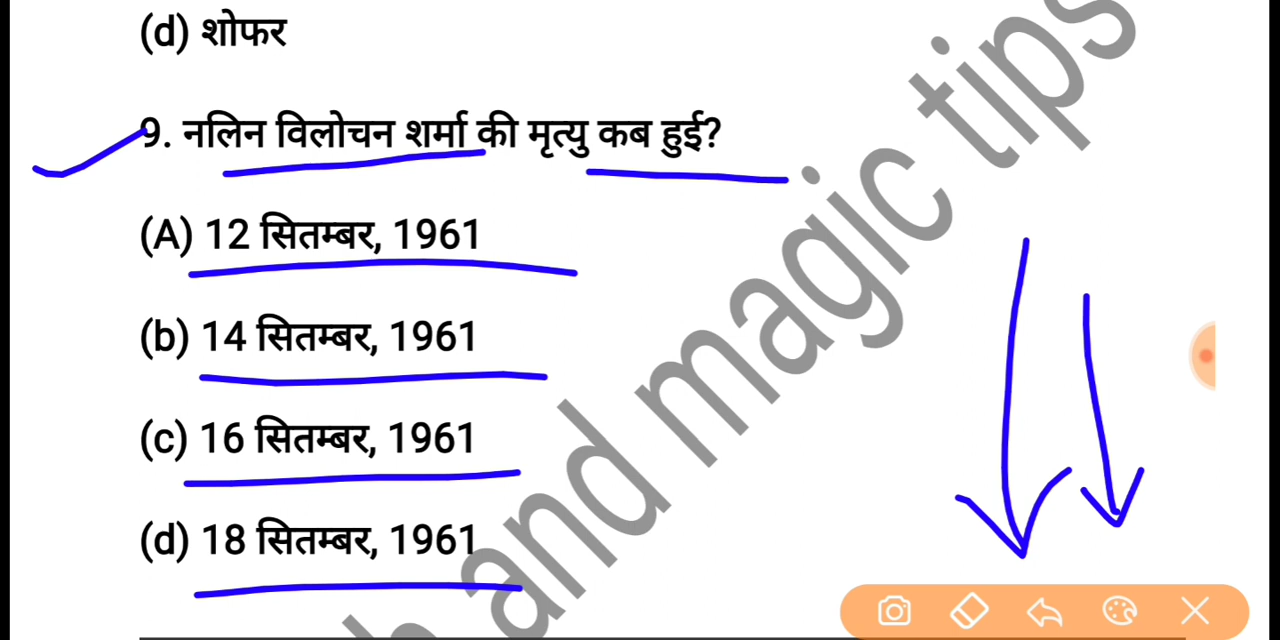 (d) शोफर
9. नलिन विलोचन शर्मा की मृत्यु कब हुई?
(A) 12 सितम्बर, 1961
(b) 14 सितम्बर, 1961
(c) 16 सितम्बर, 1961
(d) 18 सितम्बर, 1961
h and magic tips